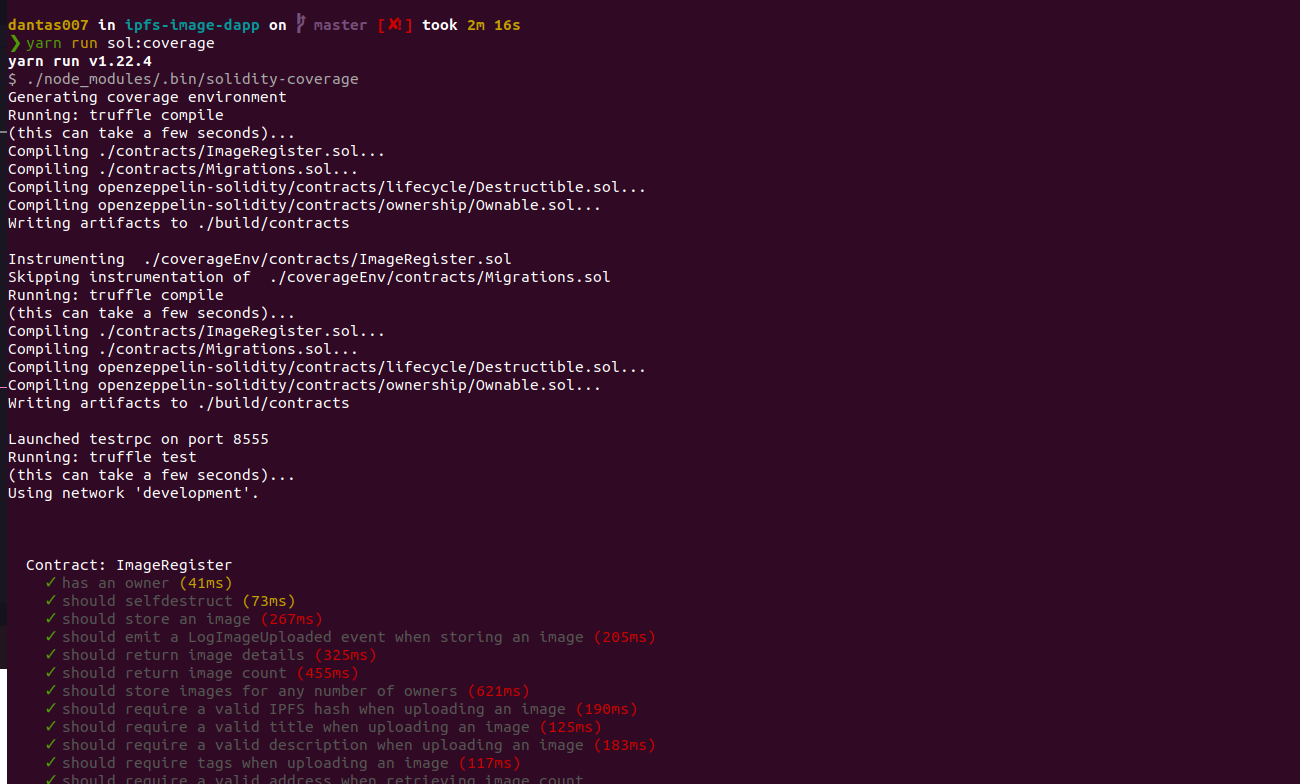 dantas007 in ipfs-image-dapp on master [✘!] took 2m 16s
❯ yarn run sol:coverage
yarn run v1.22.4
$ ./node_modules/.bin/solidity-coverage
Generating coverage environment
Running: truffle compile
(this can take a few seconds)...
Compiling ./contracts/ImageRegister.sol...
Compiling ./contracts/Migrations.sol...
Compiling openzeppelin-solidity/contracts/lifecycle/Destructible.sol...
Compiling openzeppelin-solidity/contracts/ownership/Ownable.sol...
Writing artifacts to ./build/contracts
Instrumenting  ./coverageEnv/contracts/ImageRegister.sol
Skipping instrumentation of  ./coverageEnv/contracts/Migrations.sol
Running: truffle compile
(this can take a few seconds)...
Compiling ./contracts/ImageRegister.sol...
Compiling ./contracts/Migrations.sol...
Compiling openzeppelin-solidity/contracts/lifecycle/Destructible.sol...
Compiling openzeppelin-solidity/contracts/ownership/Ownable.sol...
Writing artifacts to ./build/contracts
Launched testrpc on port 8555
Running: truffle test
(this can take a few seconds)...
Using network 'development'.
Contract: ImageRegister
✓ has an owner (41ms)
✓ should selfdestruct (73ms)
✓ should store an image (267ms)
✓ should emit a LogImageUploaded event when storing an image (205ms)
✓ should return image details (325ms)
✓ should return image count (455ms)
✓ should store images for any number of owners (621ms)
✓ should require a valid IPFS hash when uploading an image (190ms)
✓ should require a valid title when uploading an image (125ms)
✓ should require a valid description when uploading an image (183ms)
✓ should require tags when uploading an image (117ms)
✓ should require a valid address when retrieving image count